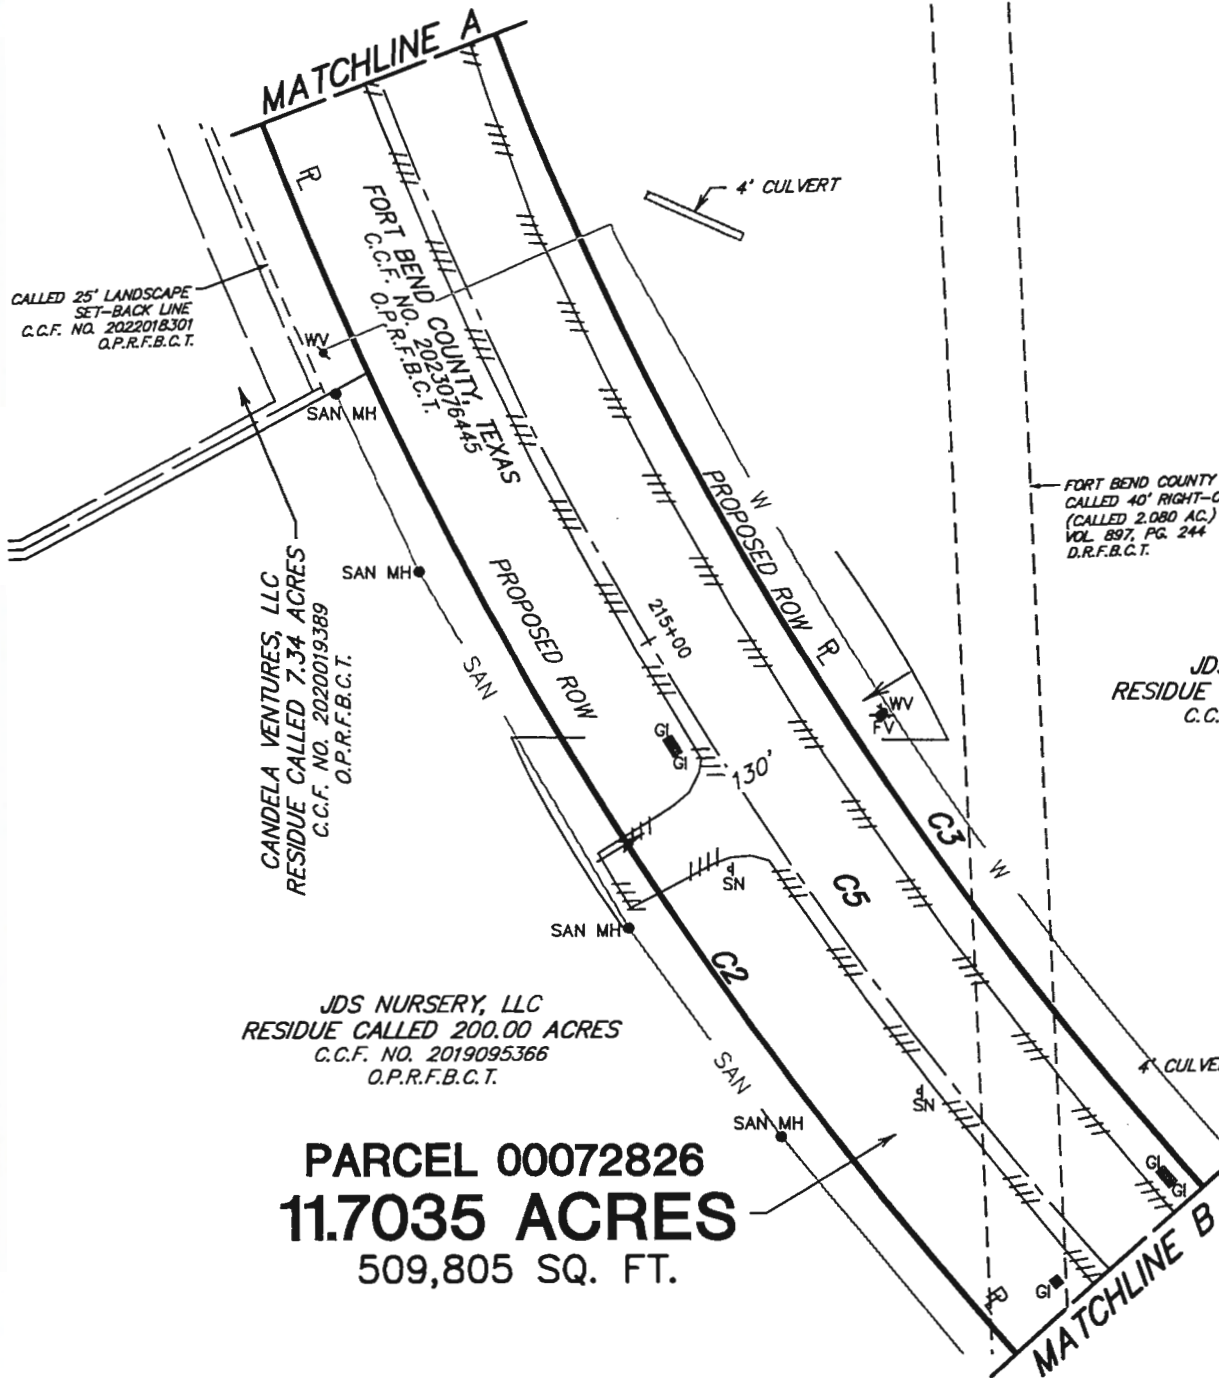 MATCHLINE A
4' CULVERT
CALLED 25' LANDSCAPE
SET-BACK LINE
C.C.F. NO. 2022018301
O.P.R.F.B.C.T.
FORT BEND COUNTY, TEXAS
C.C.F. NO. 2023076445
O.P.R.F.B.C.T.
WV
SAN MH
W
PROPOSED ROW
FORT BEND COUNTY
CALLED 40' RIGHT-O
(CALLED 2.080 AC.)
VOL. 897, PG. 244
D.R.F.B.C.T.
SAN MH
PROPOSED ROW
CANDELA VENTURES, LLC
RESIDUE CALLED 7.34 ACRES
C.C.F. NO. 2020019389
O.P.R.F.B.C.T.
215+00
SAN
JD
RESIDUE
C.C.
WV
FV
GI
GI
130'
C3
W
C5
SN
SAN MH
C2
JDS NURSERY, LLC
RESIDUE CALLED 200.00 ACRES
C.C.F. NO. 2019095366
O.P.R.F.B.C.T.
SAN
4' CULVE
SN
SAN MH
PARCEL 00072826
11.7035 ACRES
509,805 SQ. FT.
GI
GI
GI
MATCHLINE B